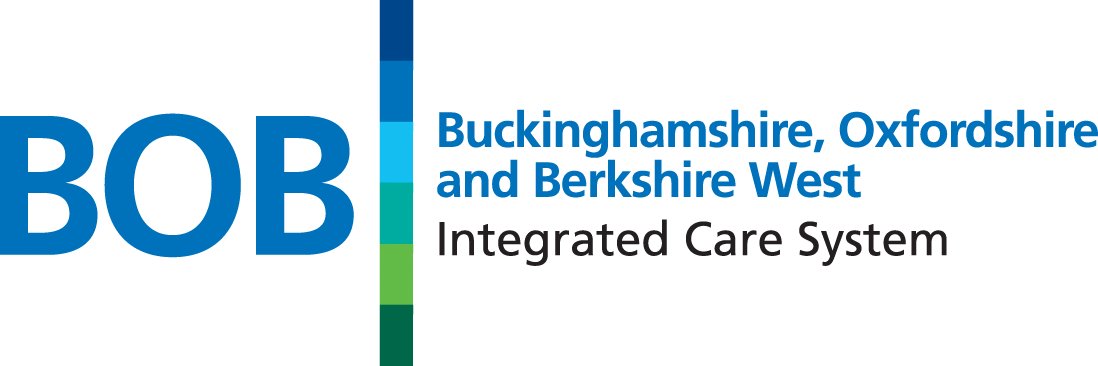 BOB
Buckinghamshire, Oxfordshire
and Berkshire West
Integrated Care System